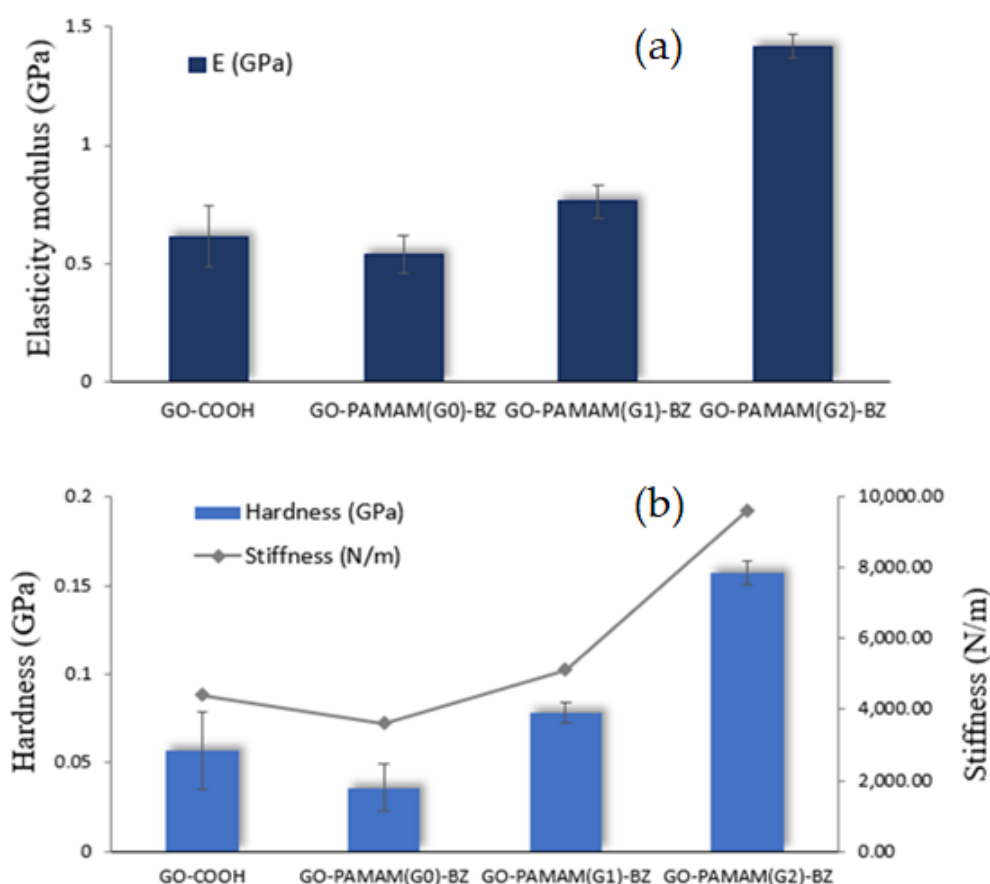 (a)
E (GPa)
Elasticity modulus (GPa)
1.5
1
0.5
0
GO-COOH GO-PAMAM(G0)-BZ GO-PAMAM(G1)-BZ GO-PAMAM(G2)-BZ
(b)
Hardness (GPa)
Stiffness (N/m)
Hardness (GPa)
0.2
0.15
0.1
0.05
0
10,000.00
8,000.00
6,000.00
4,000.00
2,000.00
0.00
Stiffness (N/m)
GO-COOH GO-PAMAM(G0)-BZ GO-PAMAM(G1)-BZ GO-PAMAM(G2)-BZ